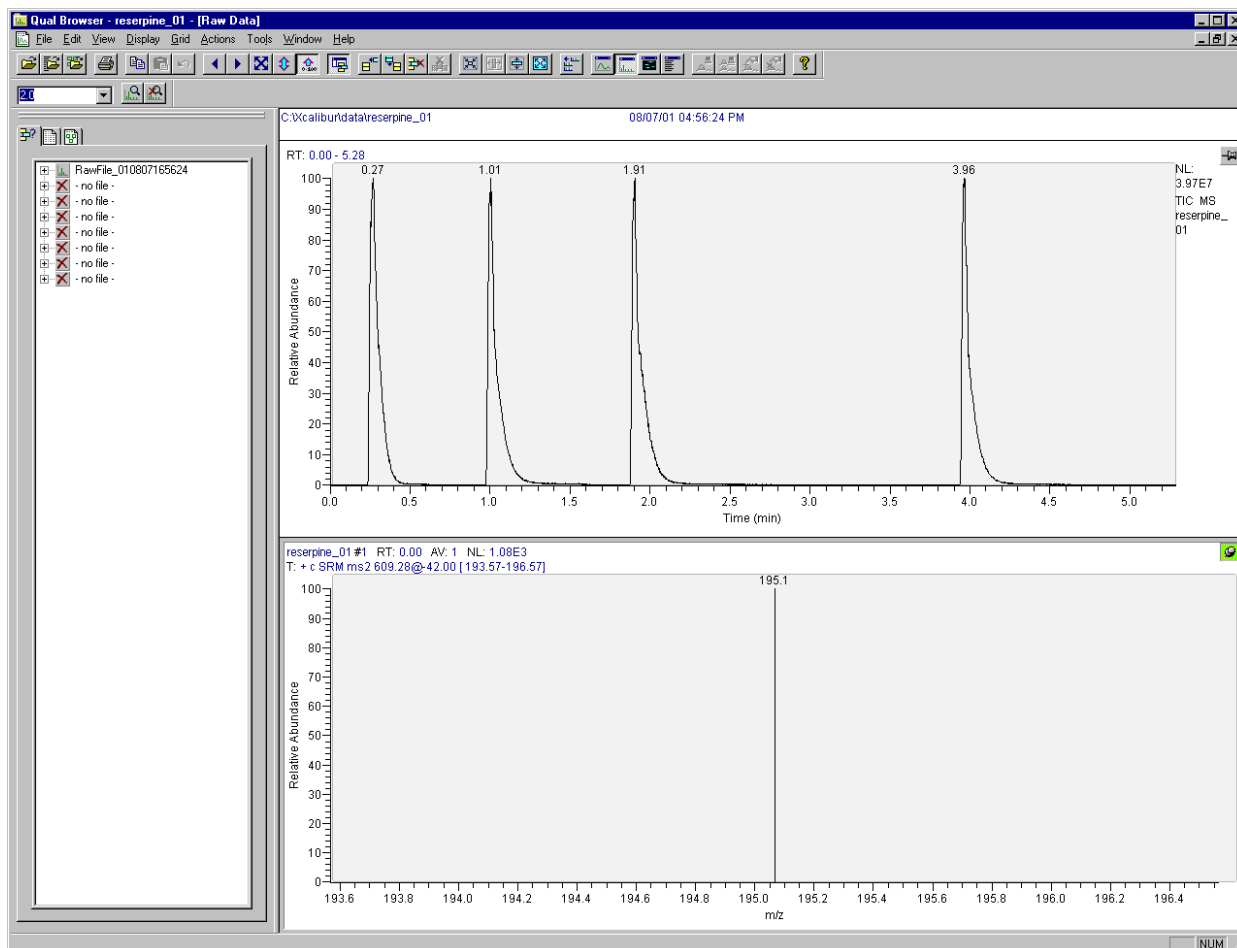 Qual Browser - reserpine_01 - [Raw Data]
File Edit View Display Grid Actions Tools Window Help
2.0
RawFile_010807165624
- no file -
- no file -
- no file -
- no file -
- no file -
- no file -
- no file -
C:\Xcalibur\data\reserpine_01 08/07/01 04:56:24 PM
RT: 0.00 - 5.28
0.27 1.01 1.91 3.96
NL:
3.97E7
TIC MS
reserpine_
01
100
90
80
70
60
50
40
30
20
10
0
Relative Abundance
0.0 0.5 1.0 1.5 2.0 2.5 3.0 3.5 4.0 4.5 5.0
Time (min)
reserpine_01 #1 RT: 0.00 AV: 1 NL: 1.08E3
T: + c SRM ms2 609.28@-42.00 [ 193.57-196.57]
195.1
100
90
80
70
60
50
40
30
20
10
0
Relative Abundance
193.6 193.8 194.0 194.2 194.4 194.6 194.8 195.0 195.2 195.4 195.6 195.8 196.0 196.2 196.4
m/z
NUM